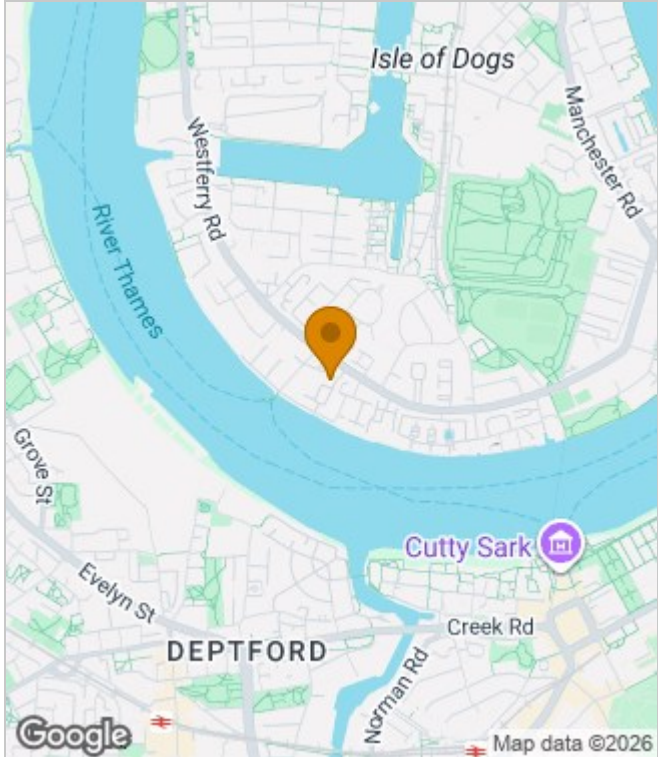 Isle of Dogs
Manchester Rd
Westferry Rd
River Thames
Grove St
Cutty Sark
Evelyn St
Creek Rd
DEPTFORD
Norman Rd
Google
Map data ©2026